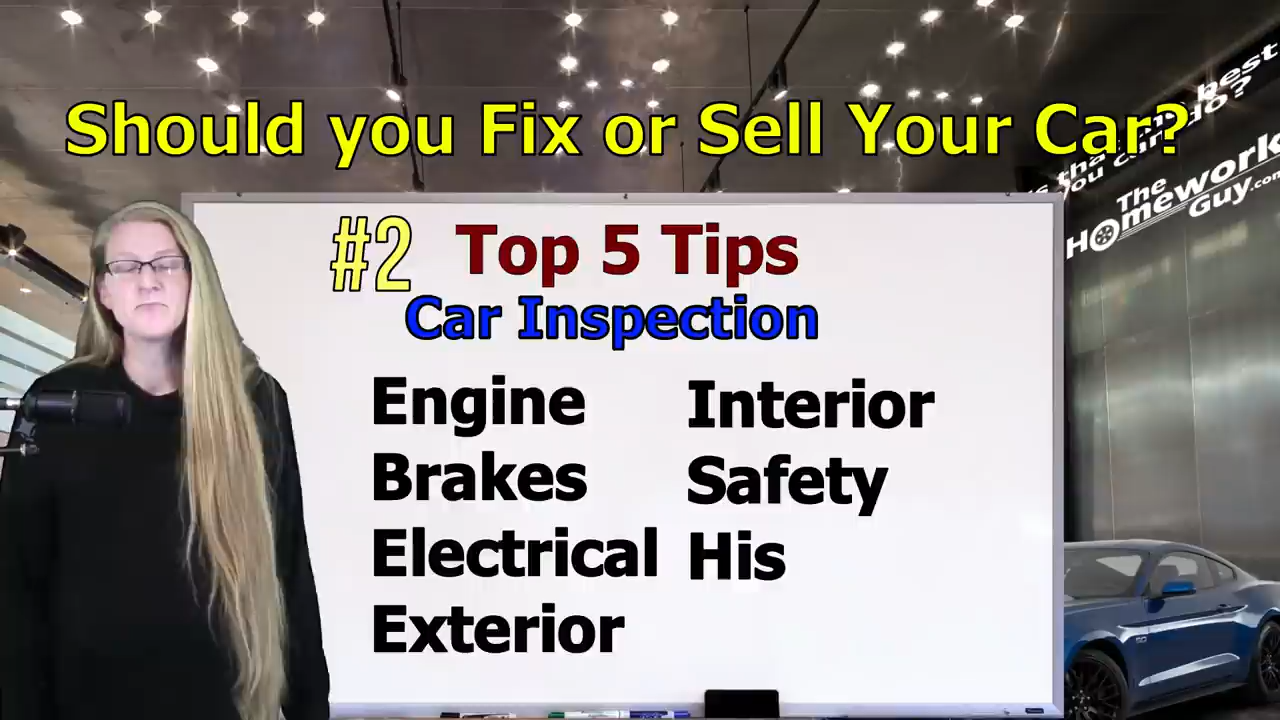 Should you Fix or Sell Your Car?
The
Homework
Guy.com
#2 Top 5 Tips
Car Inspection
Engine
Brakes
Electrical
Exterior
Interior
Safety
His